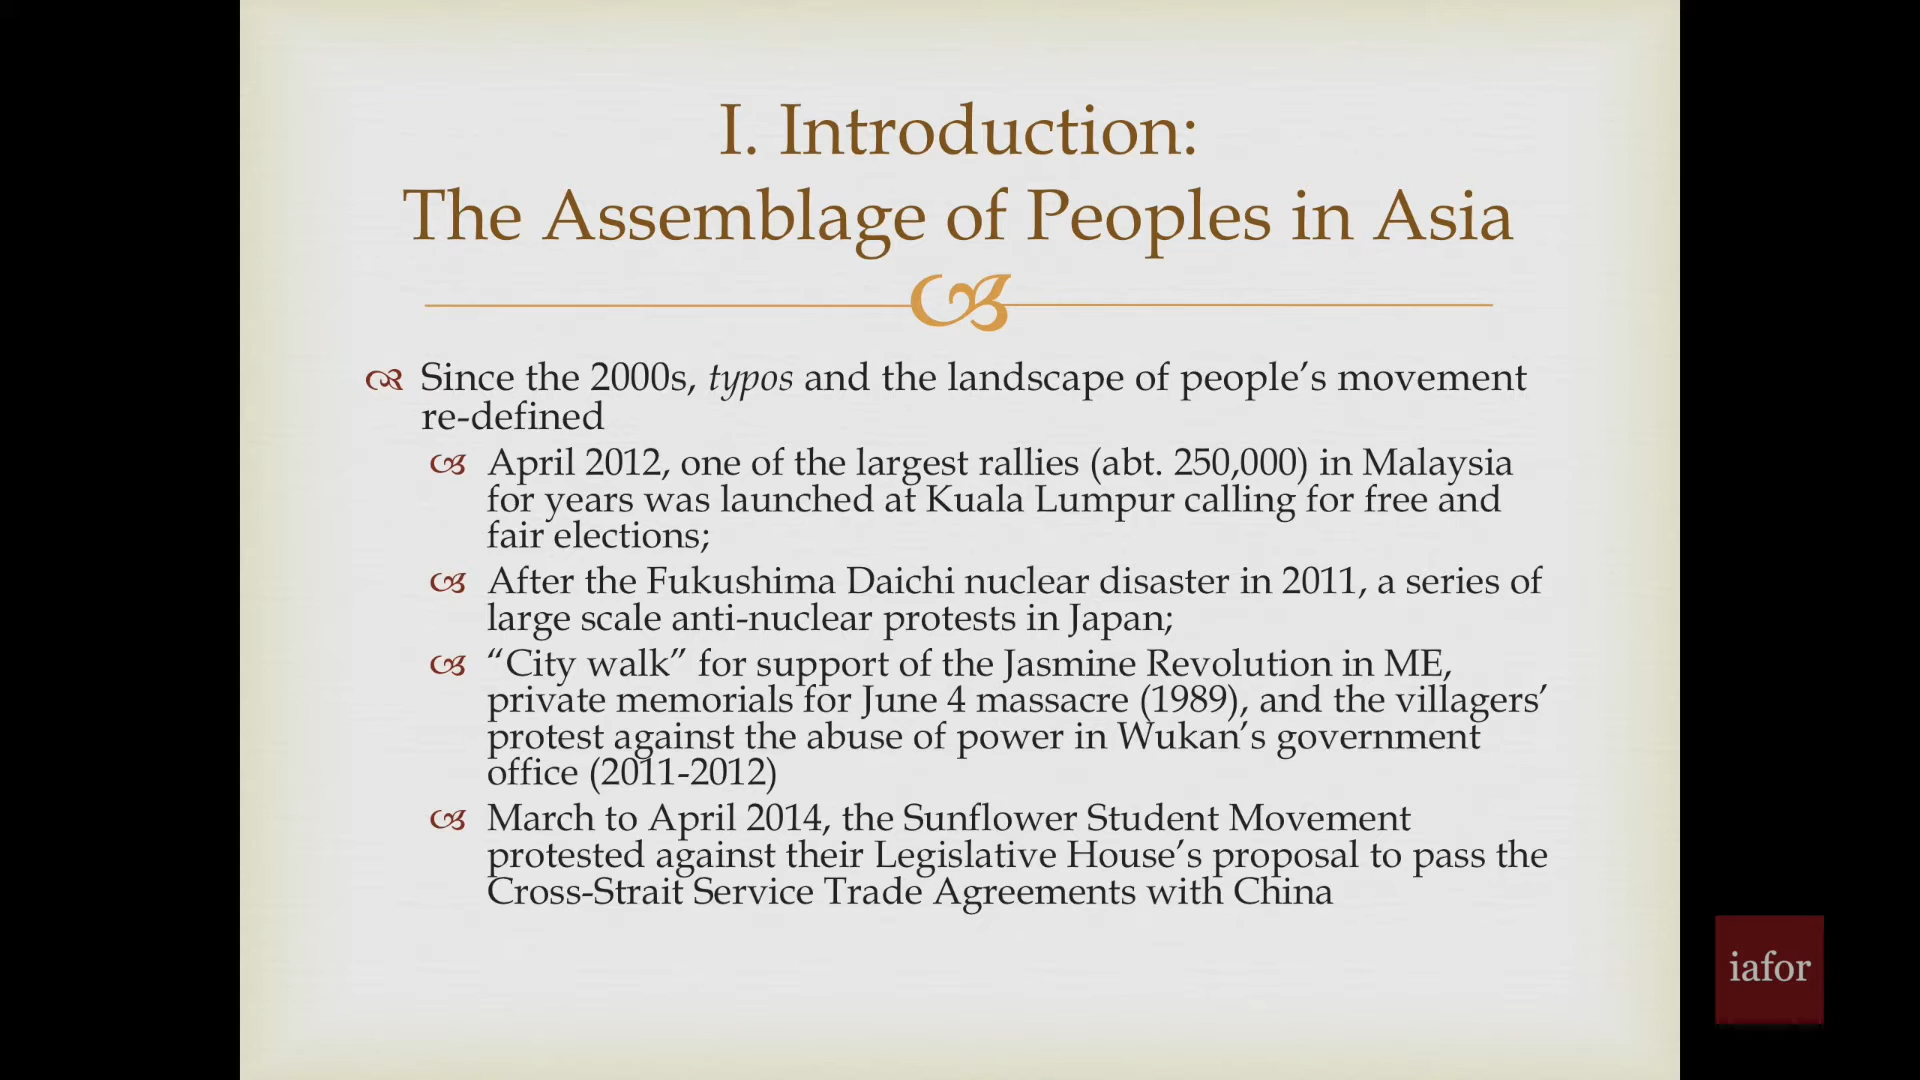 I. Introduction:
The Assemblage of Peoples in Asia
Since the 2000s, typos and the landscape of people’s movement
re-defined
April 2012, one of the largest rallies (abt. 250,000) in Malaysia
for years was launched at Kuala Lumpur calling for free and
fair elections;
After the Fukushima Daichi nuclear disaster in 2011, a series of
large scale anti-nuclear protests in Japan;
“City walk” for support of the Jasmine Revolution in ME,
private memorials for June 4 massacre (1989), and the villagers’
protest against the abuse of power in Wukan’s government
office (2011-2012)
March to April 2014, the Sunflower Student Movement
protested against their Legislative House’s proposal to pass the
Cross-Strait Service Trade Agreements with China
iafor